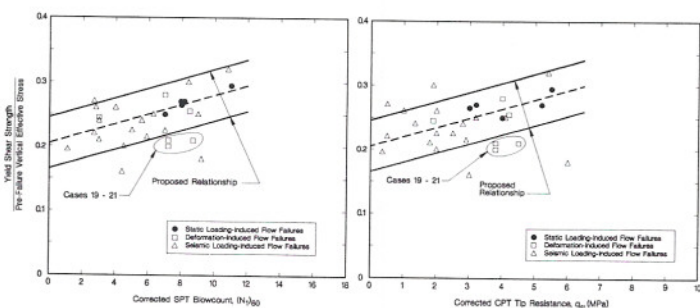 Yield Shear Strength
Pre-Failure Vertical Effective Stress
0.4
0.3
0.2
0.1
0
Cases 19 - 21
Proposed Relationship
Static Loading-Induced Flow Failures
Deformation-Induced Flow Failures
Seismic Loading-Induced Flow Failures
0 2 4 6 8 10 12 14 16 18
Corrected SPT Blowcount, (N₁)₆₀
0.4
0.3
0.2
0.1
0
Cases 19 - 21
Proposed
Relationship
Static Loading-Induced Flow Failures
Deformation-Induced Flow Failures
Seismic Loading-Induced Flow Failures
0 1 2 3 4 5 6 7 8 9 10
Corrected CPT Tip Resistance, (MPa)